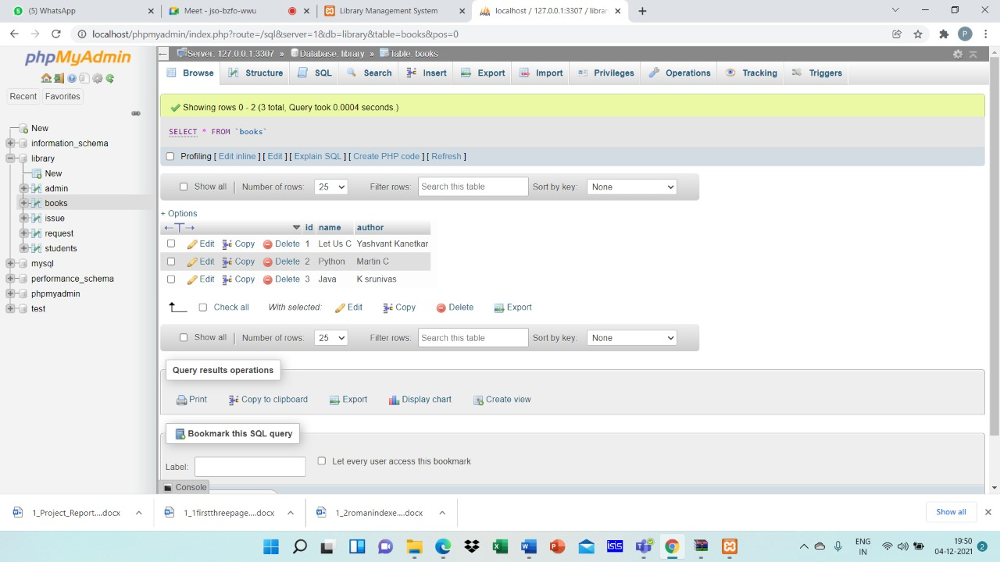 (5) WhatsApp
Meet - jso-bzfo-wwu
Library Management System
localhost / 127.0.0.1:3307 / librar
localhost/phpmyadmin/index.php?route=/sql&server=1&db=library&table=books&pos=0
P
phpMyAdmin
Recent Favorites
New
information_schema
library
New
admin
books
issue
request
students
mysql
performance_schema
phpmyadmin
test
Server: 127.0.0.1:3307 » Database: library » Table: books
Browse Structure SQL Search Insert Export Import Privileges Operations Tracking Triggers
Showing rows 0 - 2 (3 total, Query took 0.0004 seconds.)
SELECT * FROM `books`
Profiling [ Edit inline ] [ Edit ] [ Explain SQL ] [ Create PHP code ] [ Refresh ]
Show all | Number of rows: 25 Filter rows: Search this table Sort by key: None
+ Options
←T→ id name author
Edit Copy Delete 1 Let Us C Yashvant Kanetkar
Edit Copy Delete 2 Python Martin C
Edit Copy Delete 3 Java K srunivas
Check all With selected: Edit Copy Delete Export
Show all | Number of rows: 25 Filter rows: Search this table Sort by key: None
Query results operations
Print Copy to clipboard Export Display chart Create view
Bookmark this SQL query
Label: Let every user access this bookmark
Console
1_Project_Report....docx
1_1firstthreepage....docx
1_2romanindexe....docx
Show all
ENG
IN
19:50
04-12-2021
2